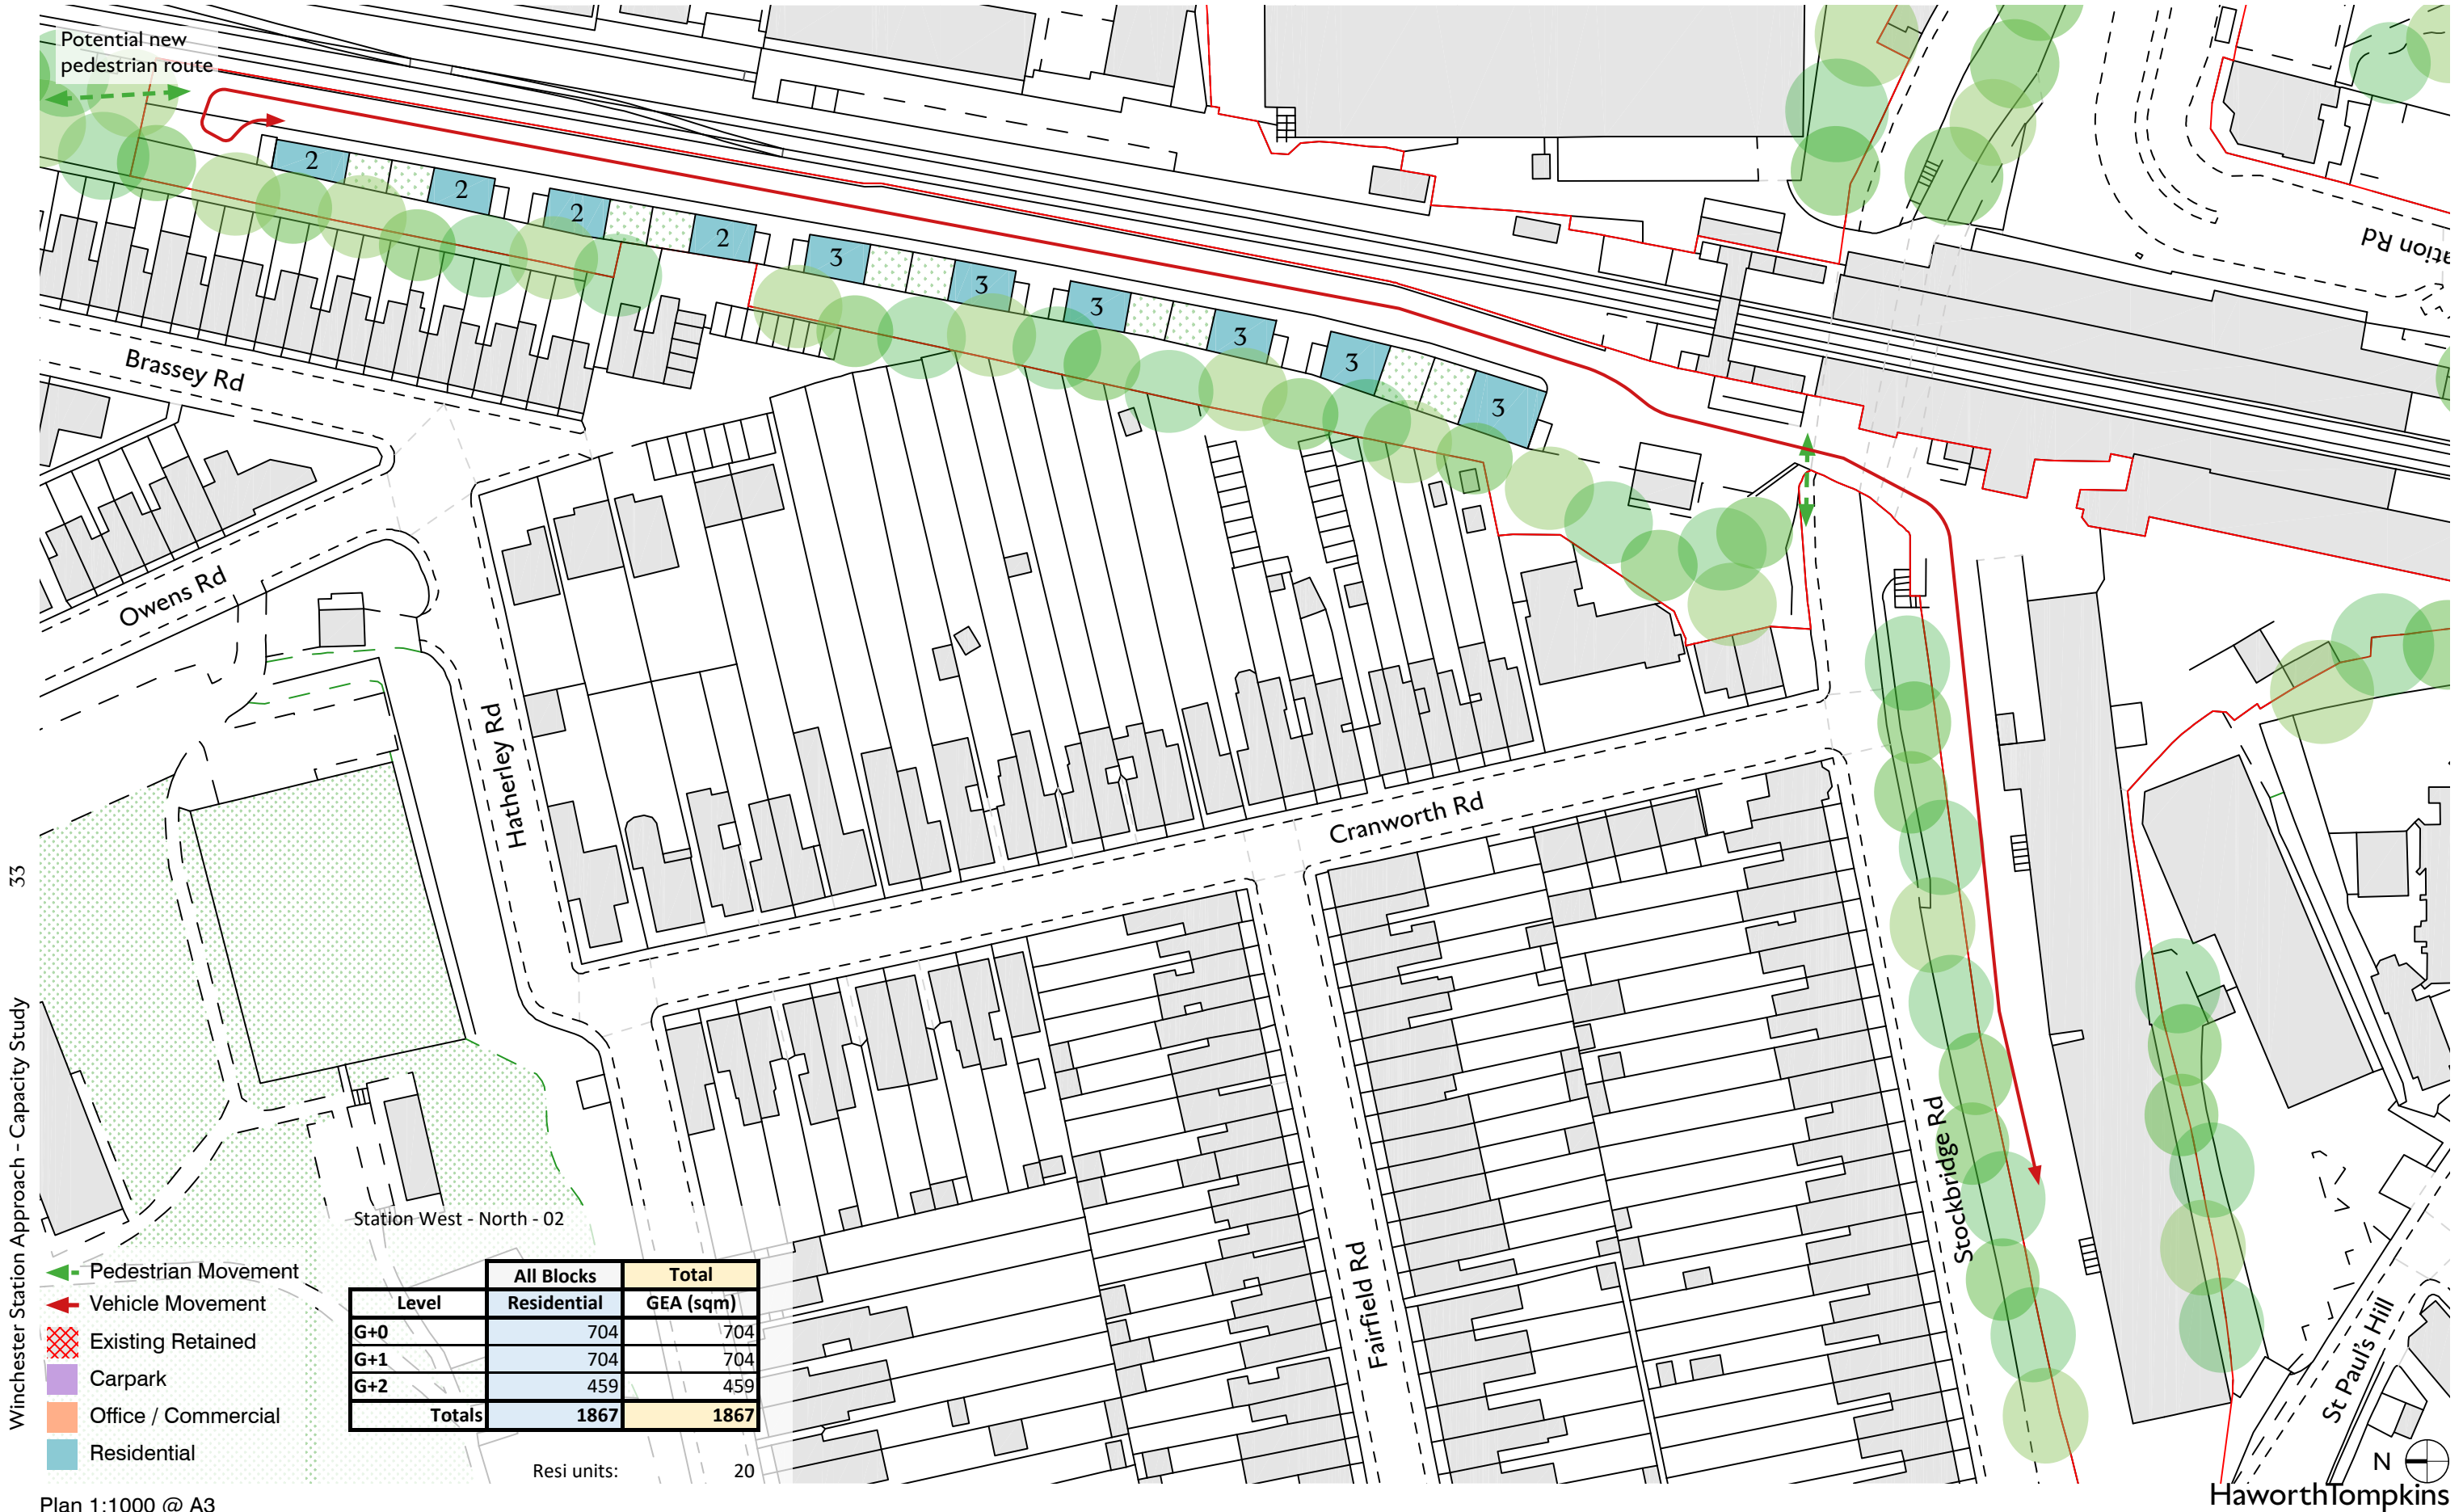 Potential new
pedestrian route
2
2
2
2
3
3
3
3
3
3
ation Rd
Brassey Rd
Owens Rd
Hatherley Rd
Cranworth Rd
Fairfield Rd
Stockbridge Rd
St Paul's Hill
33
Winchester Station Approach - Capacity Study
Station West - North - 02
Pedestrian Movement
Vehicle Movement
Existing Retained
Carpark
Office / Commercial
Residential
All Blocks Total
Level Residential GEA (sqm)
G+0 704 704
G+1 704 704
G+2 459 459
Totals 1867 1867
Resi units: 20
N
Plan 1:1000 @ A3
HaworthTompkins